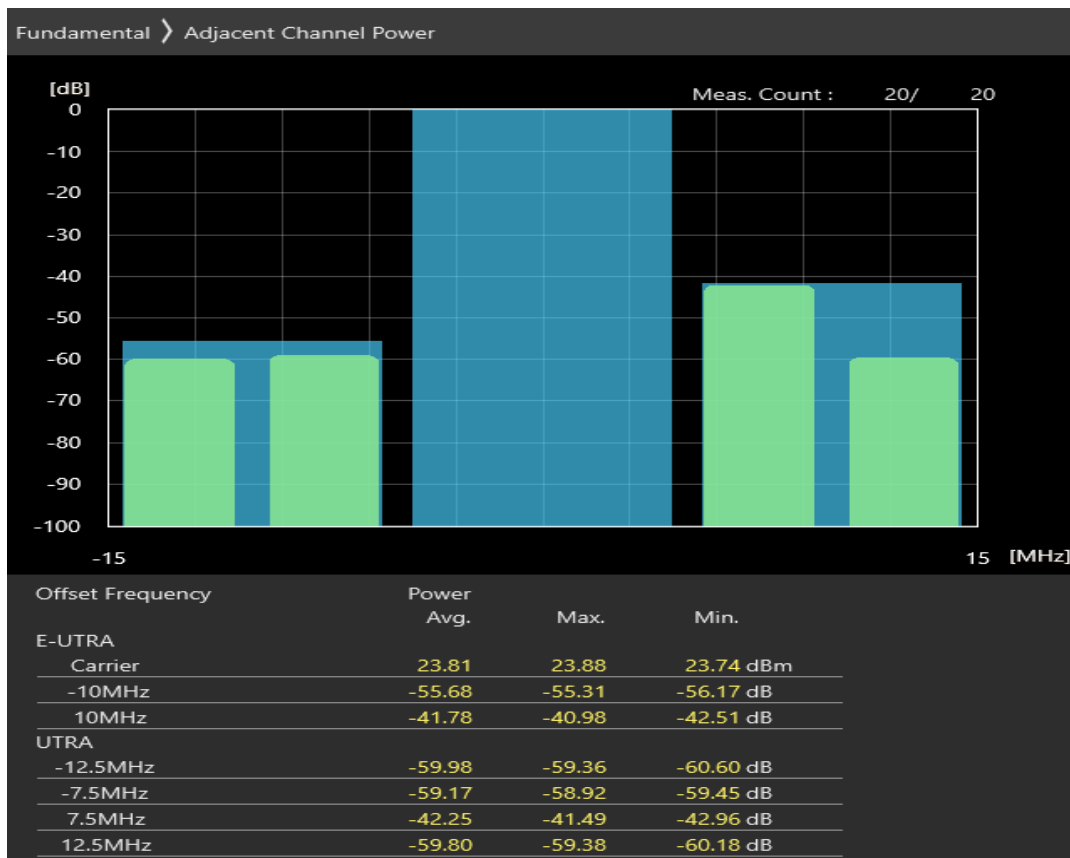 Fundamental 〉 Adjacent Channel Power
[dB]
Meas. Count : 20/ 20
0
-10
-20
-30
-40
-50
-60
-70
-80
-90
-100
-15 15 [MHz]
Offset Frequency Power
Avg. Max. Min.
E-UTRA
Carrier 23.81 23.88 23.74 dBm
-10MHz -55.68 -55.31 -56.17 dB
10MHz -41.78 -40.98 -42.51 dB
UTRA
-12.5MHz -59.98 -59.36 -60.60 dB
-7.5MHz -59.17 -58.92 -59.45 dB
7.5MHz -42.25 -41.49 -42.96 dB
12.5MHz -59.80 -59.38 -60.18 dB